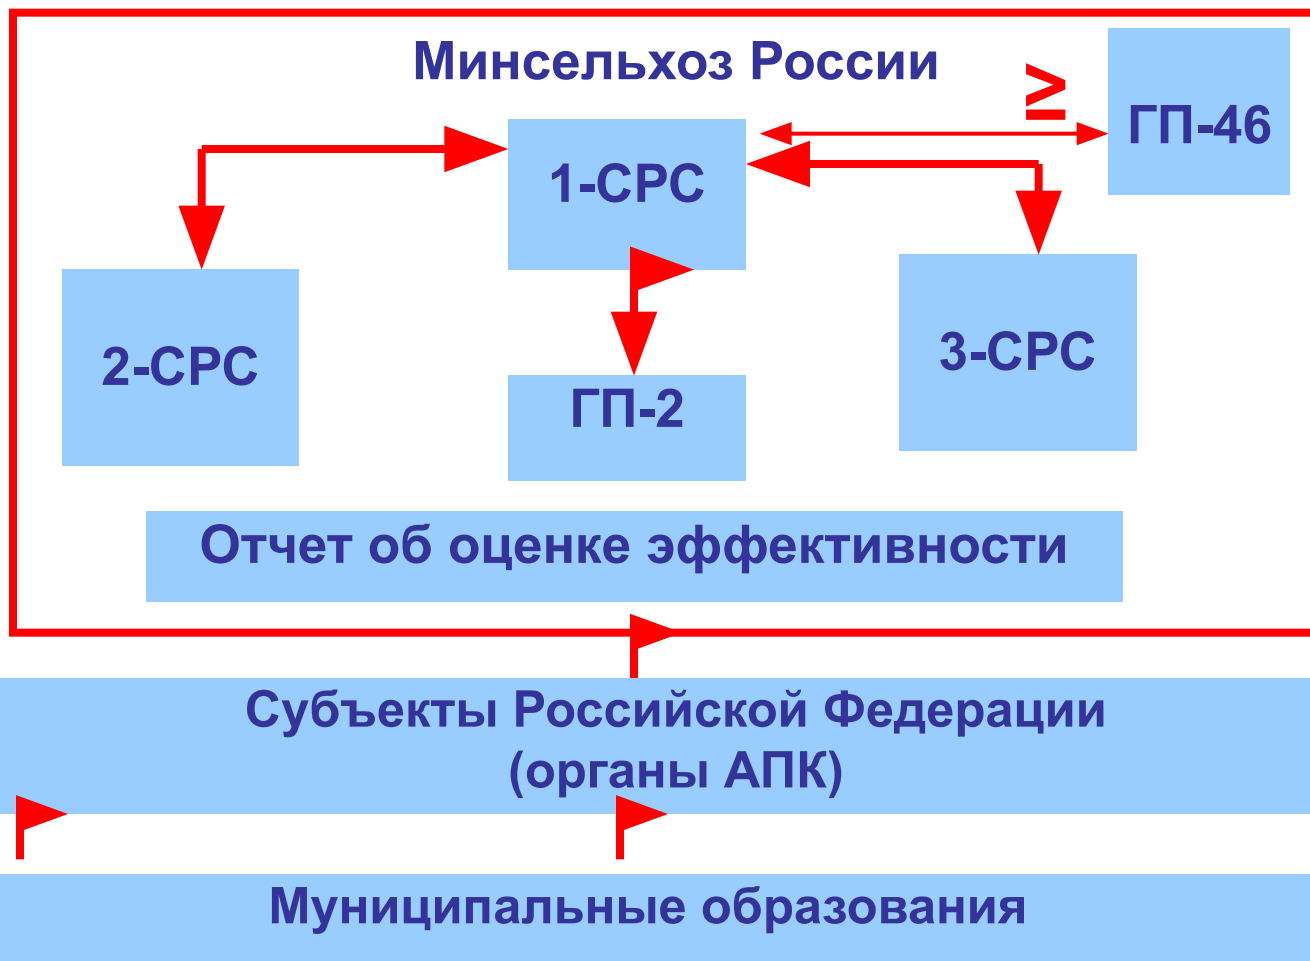 Минсельхоз России
≥
ГП-46
1-СРС
2-СРС
3-СРС
ГП-2
Отчет об оценке эффективности
Субъекты Российской Федерации
(органы АПК)
Муниципальные образования